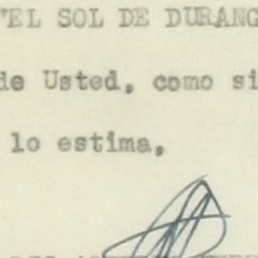 "EL SOL DE DURANG
de Usted, como si
lo estima,